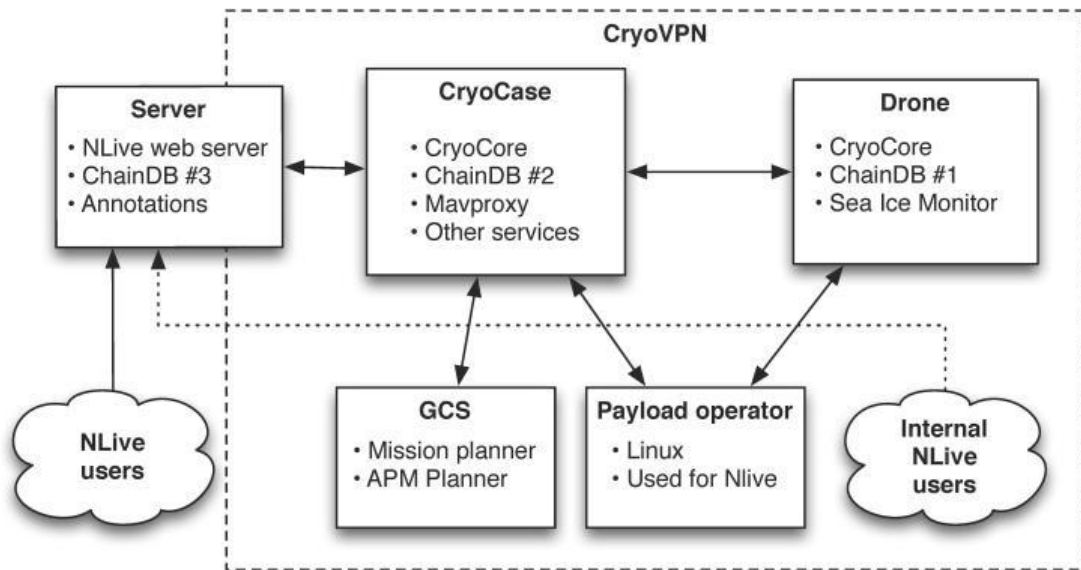 CryoVPN
Server
• NLive web server
• ChainDB #3
• Annotations
CryoCase
• CryoCore
• ChainDB #2
• Mavproxy
• Other services
Drone
• CryoCore
• ChainDB #1
• Sea Ice Monitor
NLive
users
GCS
• Mission planner
• APM Planner
Payload operator
• Linux
• Used for Nlive
Internal
NLive
users